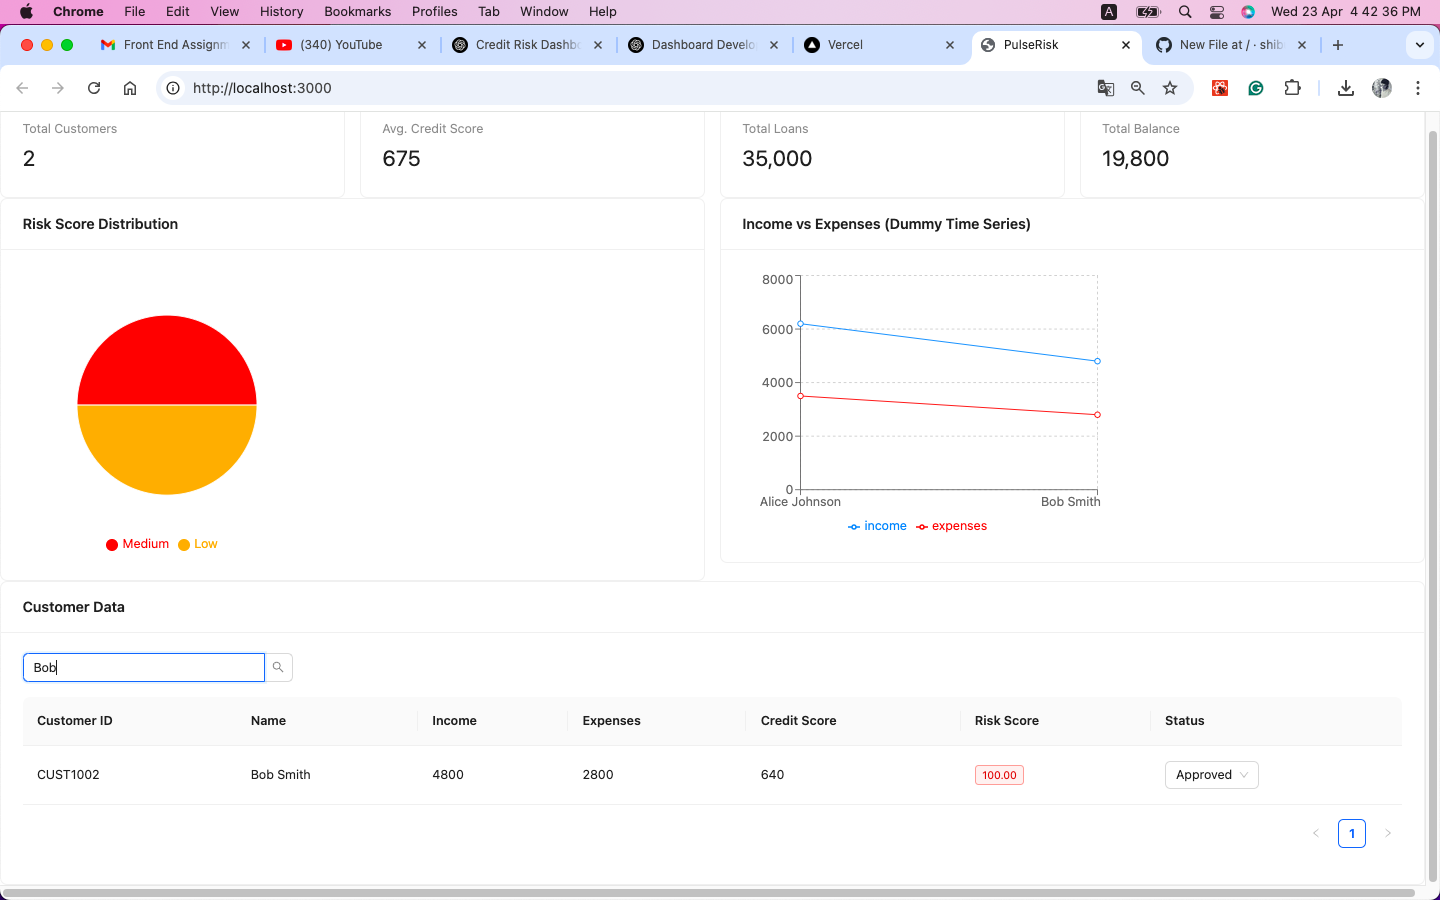 Chrome File Edit View History Bookmarks Profiles Tab Window Help A Wed 23 Apr 4 42 36 PM
Front End Assignm (340) YouTube Credit Risk Dashb Dashboard Develo Vercel PulseRisk New File at / · shib
http://localhost:3000
Total Customers Avg. Credit Score Total Loans Total Balance
2 675 35,000 19,800
Risk Score Distribution
Medium Low
Income vs Expenses (Dummy Time Series)
8000
6000
4000
2000
0
Alice Johnson Bob Smith
income expenses
Customer Data
Bob
Customer ID Name Income Expenses Credit Score Risk Score Status
CUST1002 Bob Smith 4800 2800 640 100.00 Approved
< 1 >